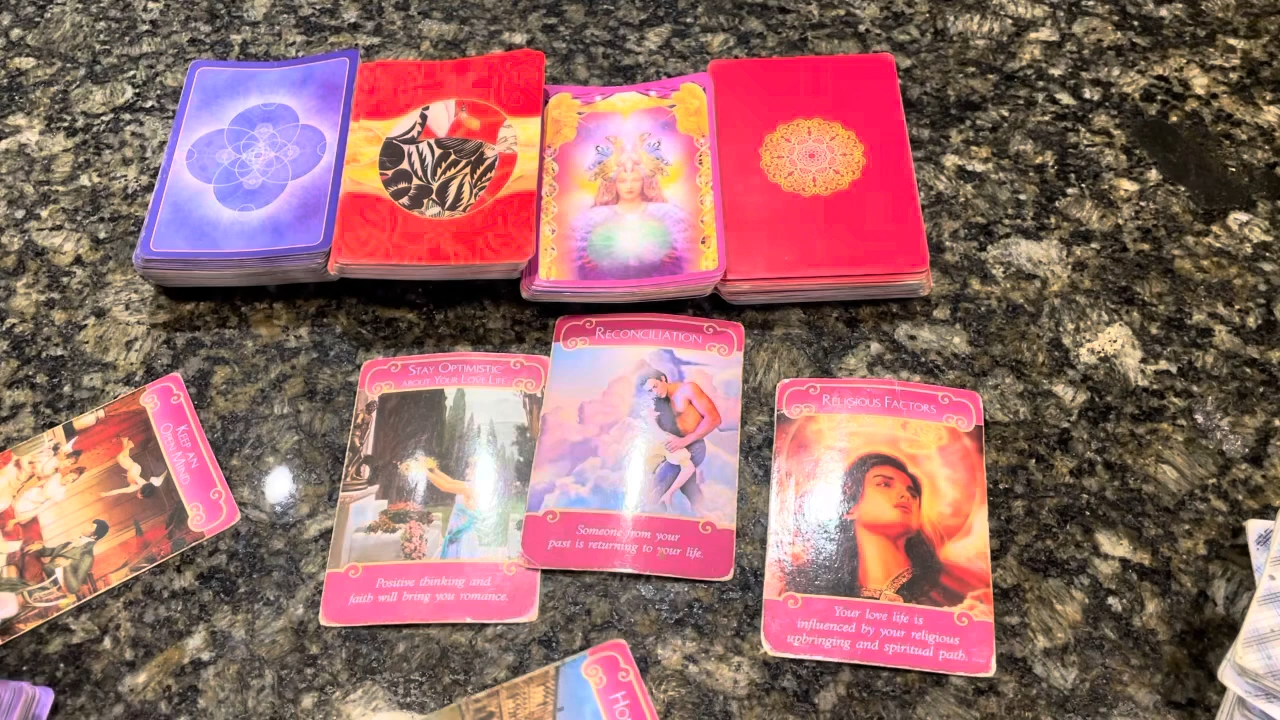 RECONCILIATION
Someone from your
past is returning to your life.
STAY OPTIMISTIC
ABOUT YOUR LOVE LIFE
Positive thinking and
faith will bring you romance.
RELIGIOUS FACTORS
Your love life is
influenced by your religious
upbringing and spiritual path.
KEEP AN
OPEN MIND